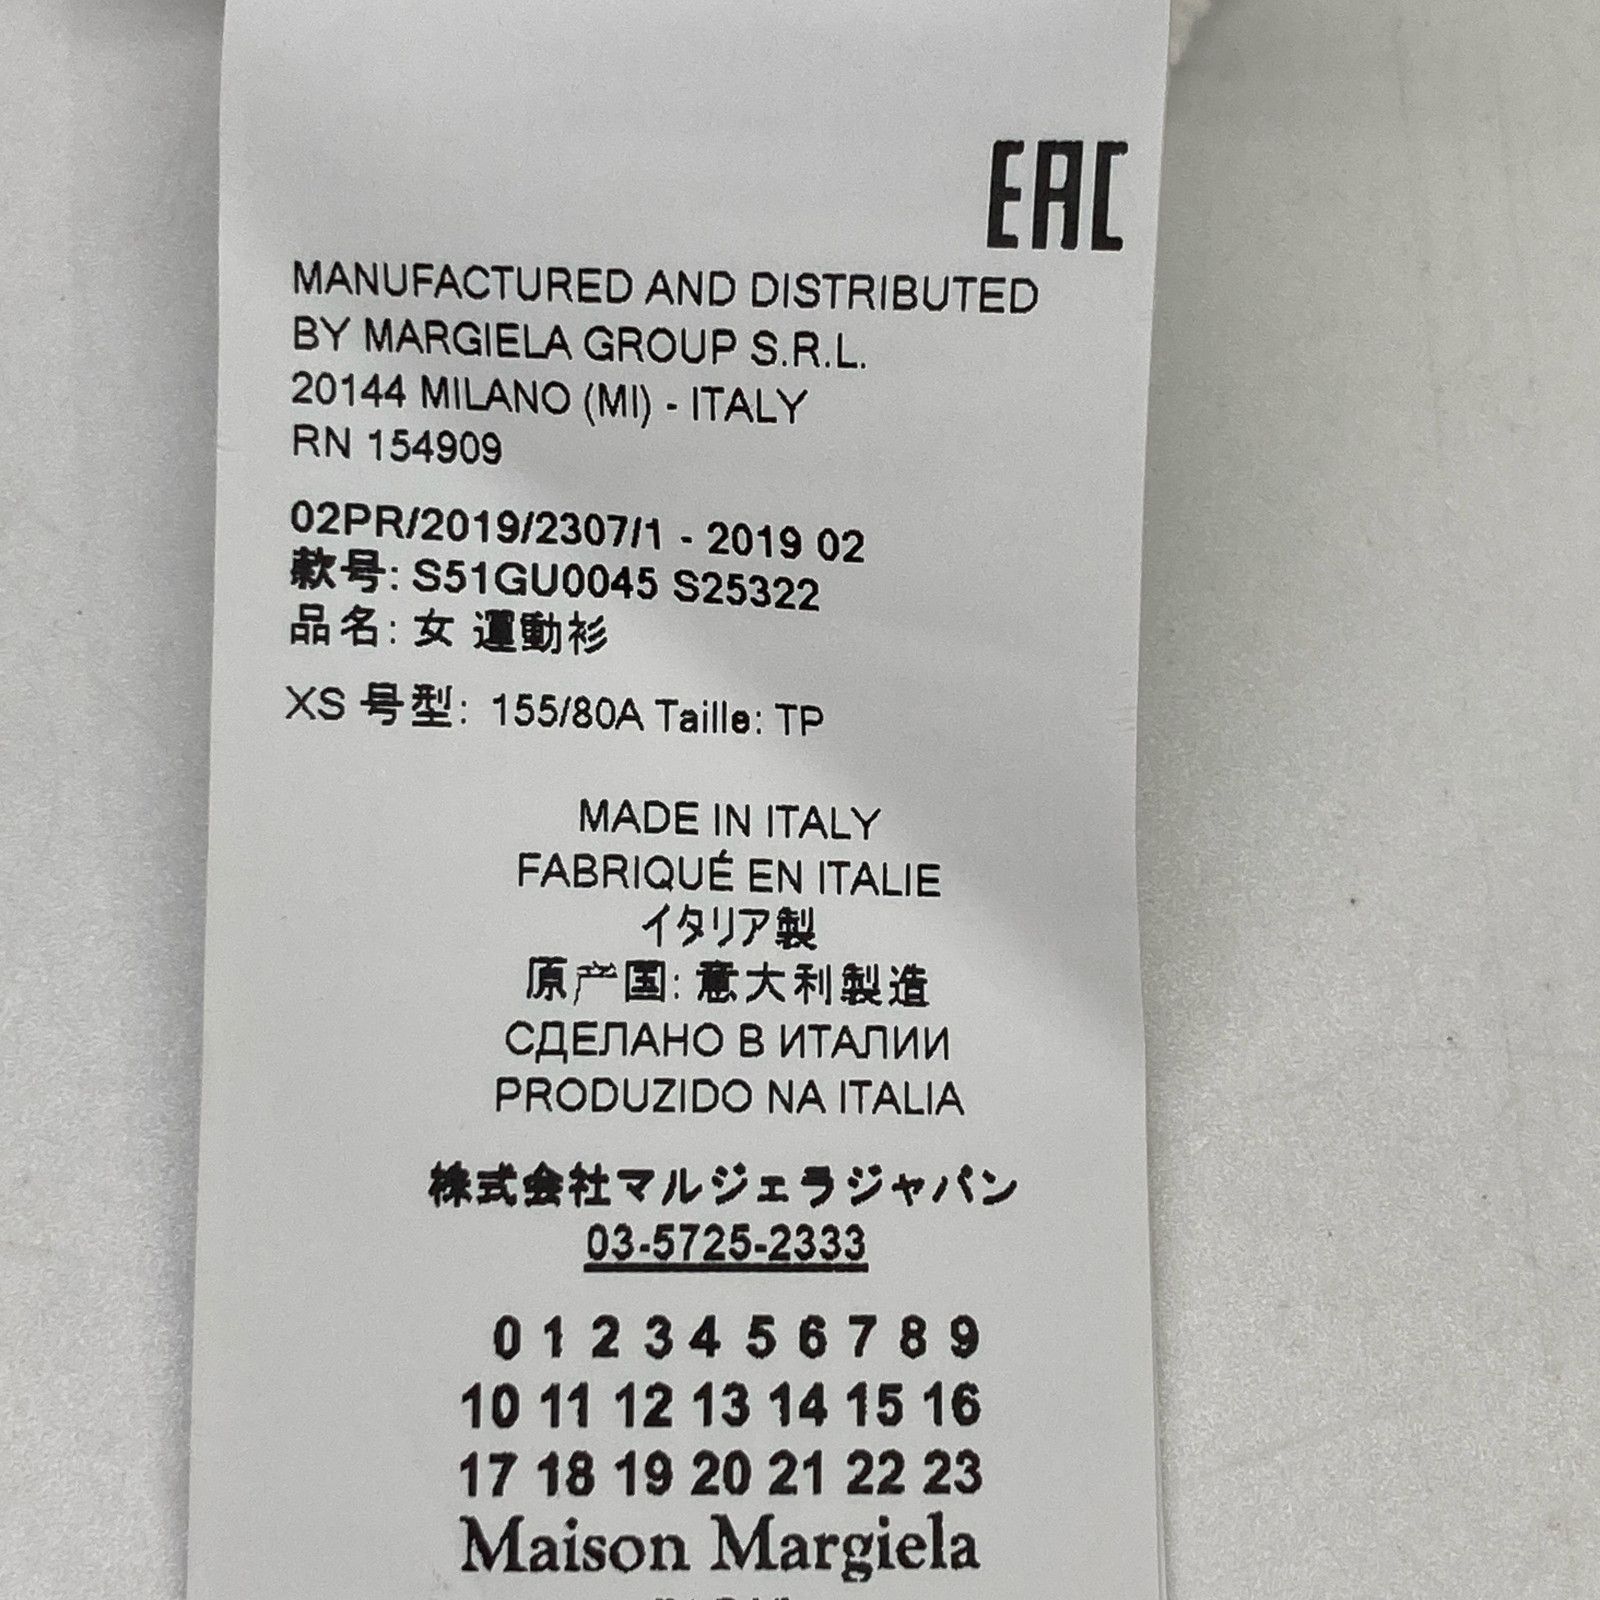 EAC
MANUFACTURED AND DISTRIBUTED
BY MARGIELA GROUP S.R.L.
20144 MILANO (MI) - ITALY
RN 154909
02PR/2019/2307/1 - 2019 02
款号: S51GU0045 S25322
品名: 女 運動衫
XS 号型: 155/80A Taille: TP
MADE IN ITALY
FABRIQUÉ EN ITALIE
イタリア製
原产国: 意大利製造
СДЕЛАНО В ИТАЛИИ
PRODUZIDO NA ITALIA
株式会社マルジェラジャパン
03-5725-2333
0 1 2 3 4 5 6 7 8 9
10 11 12 13 14 15 16
17 18 19 20 21 22 23
Maison Margiela